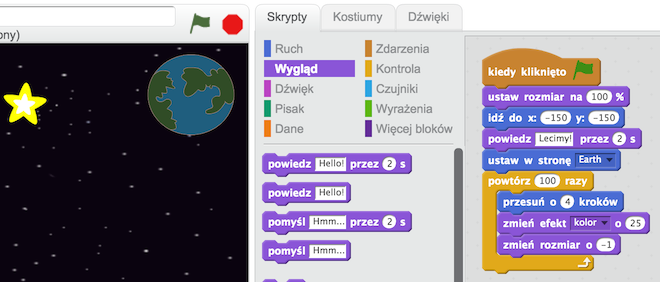 ony)
Skrypty Kostiumy Dźwięki
Ruch Zdarzenia
Wygląd Kontrola
Dźwięk Czujniki
Pisak Wyrażenia
Dane Więcej bloków
powiedz Hello! przez 2 s
powiedz Hello!
pomyśl Hmm... przez 2 s
pomyśl Hmm...
kiedy kliknięto
ustaw rozmiar na 100 %
idź do x: -150 y: -150
powiedz Lecimy! przez 2 s
ustaw w stronę Earth
powtórz 100 razy
przesuń o 4 kroków
zmień efekt kolor o 25
zmień rozmiar o -1